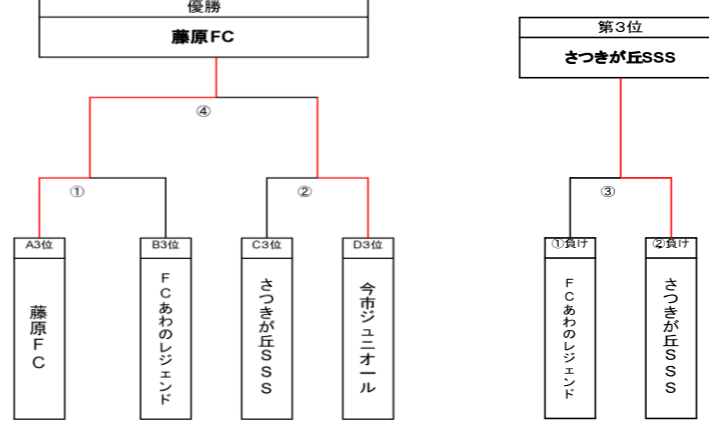 優勝
藤原FC
第3位
さつきが丘SSS
④
①
②
③
A3位
B3位
C3位
D3位
①負け
②負け
藤原FC
FCあわのレジェンド
さつきが丘SSS
今市ジュニオール
FCあわのレジェンド
さつきが丘SSS